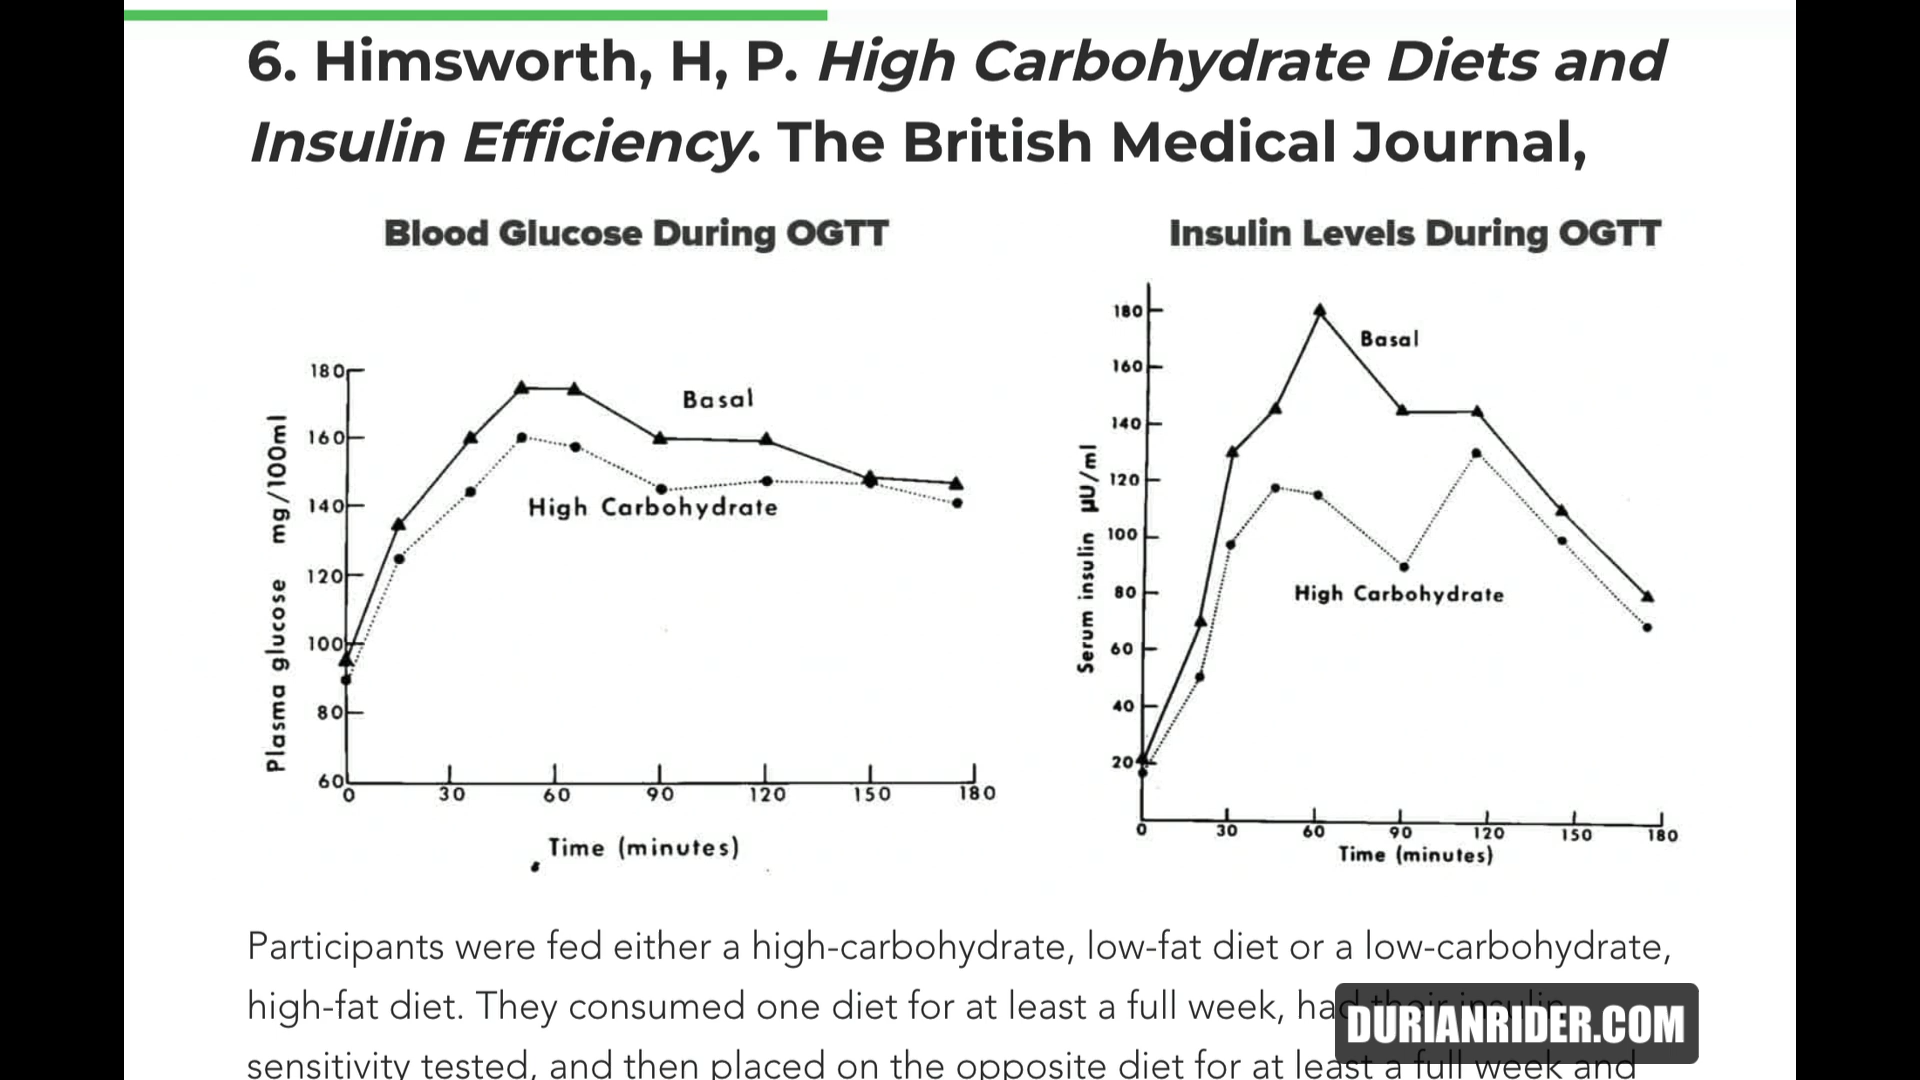 6. Himsworth, H, P. High Carbohydrate Diets and
Insulin Efficiency. The British Medical Journal,
Blood Glucose During OGTT
180
160
140
120
100
80
60
Plasma glucose mg/100ml
Basal
High Carbohydrate
0 30 60 90 120 150 180
Time (minutes)
Insulin Levels During OGTT
180
160
140
120
100
80
60
40
20
Serum insulin μU/ml
Basal
High Carbohydrate
0 30 60 90 120 150 180
Time (minutes)
Participants were fed either a high-carbohydrate, low-fat diet or a low-carbohydrate,
high-fat diet. They consumed one diet for at least a full week, had their insulin
sensitivity tested, and then placed on the opposite diet for at least a full week and
DURIANRIDER.COM